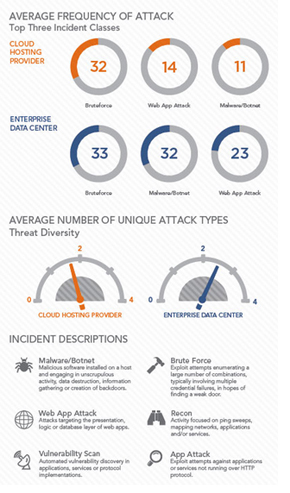 AVERAGE FREQUENCY OF ATTACK
Top Three Incident Classes
CLOUD
HOSTING
PROVIDER
32
14
11
Bruteforce
Web App Attack
Malware/Botnet
ENTERPRISE
DATA CENTER
33
32
23
Bruteforce
Malware/Botnet
Web App Attack
AVERAGE NUMBER OF UNIQUE ATTACK TYPES
Threat Diversity
2
0
4
CLOUD HOSTING PROVIDER
2
0
4
ENTERPRISE DATA CENTER
INCIDENT DESCRIPTIONS
Malware/Botnet
Malicious software installed on a host
and engaging in unscrupulous
activity, data destruction, information
gathering or creation of backdoors.
Brute Force
Exploit attempts enumerating a
large number of combinations,
typically involving multiple
credential failures, in hopes of
finding a weak door.
Web App Attack
Attacks targeting the presentation,
logic or database layer of web apps.
Recon
Activity focused on ping sweeps,
mapping networks, applications
and/or services.
Vulnerability Scan
Automated vulnerability discovery in
applications, services or protocol
implementations.
App Attack
Exploit attempts against applications
or services not running over HTTP
protocol.